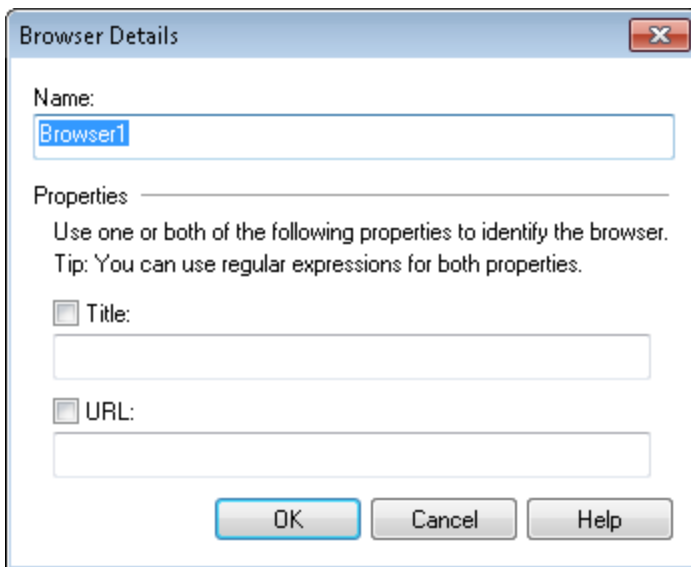 Browser Details
Name:
Browser1
Properties
Use one or both of the following properties to identify the browser.
Tip: You can use regular expressions for both properties.
Title:
URL:
OK Cancel Help